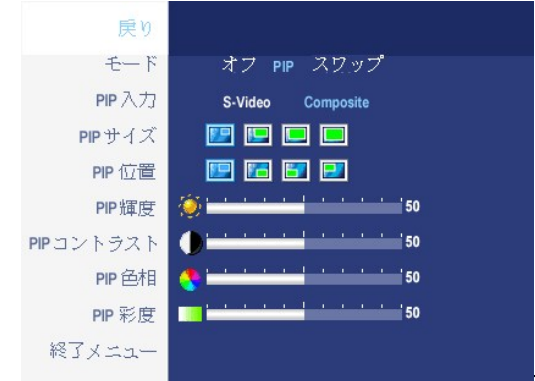 戻り
モード オフ PIP スワップ
PIP 入力 S-Video Composite
PIP サイズ
PIP 位置
PIP 輝度 50
PIP コントラスト 50
PIP 色相 50
PIP 彩度 50
終了メニュー